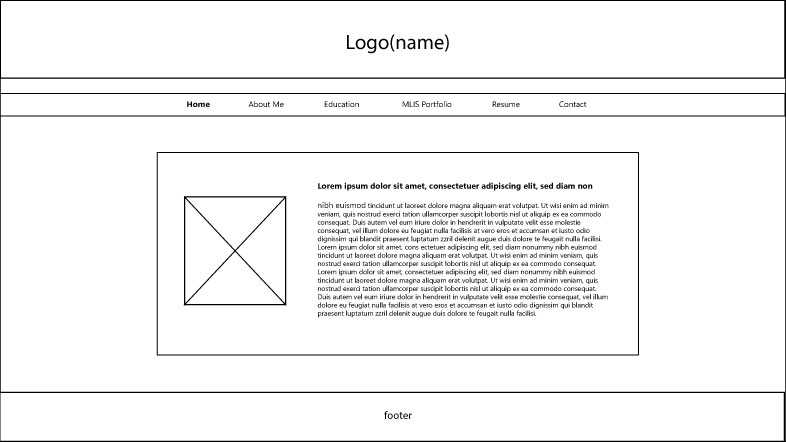 Logo(name)
Home About Me Education MLIS Portfolio Resume Contact
Lorem ipsum dolor sit amet, consectetuer adipiscing elit, sed diam non
nibh euismod tincidunt ut laoreet dolore magna aliquam erat volutpat. Ut wisi enim ad minim
veniam, quis nostrud exerci tation ullamcorper suscipit lobortis nisl ut aliquip ex ea commodo
consequat. Duis autem vel eum iriure dolor in hendrerit in vulputate velit esse molestie
consequat, vel illum dolore eu feugiat nulla facilisis at vero eros et accumsan et iusto odio
dignissim qui blandit praesent luptatum zzril delenit augue duis dolore te feugait nulla facilisi.
Lorem ipsum dolor sit amet, cons ectetuer adipiscing elit, sed diam nonummy nibh euismod
tincidunt ut laoreet dolore magna aliquam erat volutpat. Ut wisi enim ad minim veniam, quis
nostrud exerci tation ullamcorper suscipit lobortis nisl ut aliquip ex ea commodo consequat.
Lorem ipsum dolor sit amet, consectetuer adipiscing elit, sed diam nonummy nibh euismod
tincidunt ut laoreet dolore magna aliquam erat volutpat. Ut wisi enim ad minim veniam, quis
nostrud exerci tation ullamcorper suscipit lobortis nisl ut aliquip ex ea commodo consequat.
Duis autem vel eum iriure dolor in hendrerit in vulputate velit esse molestie consequat, vel illum
dolore eu feugiat nulla facilisis at vero eros et accumsan et iusto odio dignissim qui blandit
praesent luptatum zzril delenit augue duis dolore te feugait nulla facilisi.
footer